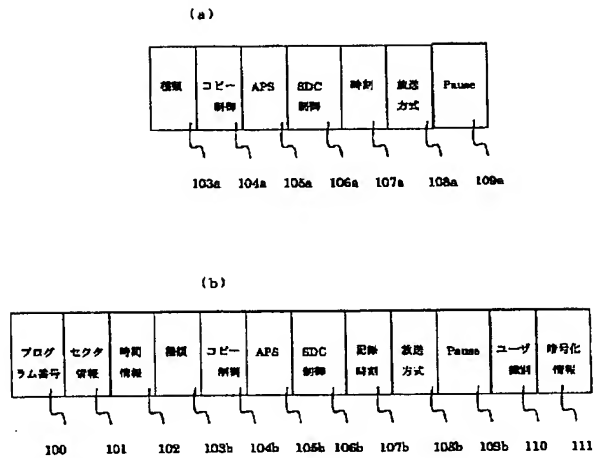 (a)
種類
コピー
制御
APS
SDC
制御
時刻
放送
方式
Pause
103a 104a 105a 106a 107a 108a 109a
(b)
プログ
ラム番号
セクタ
情報
時間
情報
種類
コピー
制御
APS
SDC
制御
記録
時刻
放送
方式
Pause
ユーザ
識別
暗号化
情報
100 101 102 103b 104b 105b 106b 107b 108b 109b 110 111